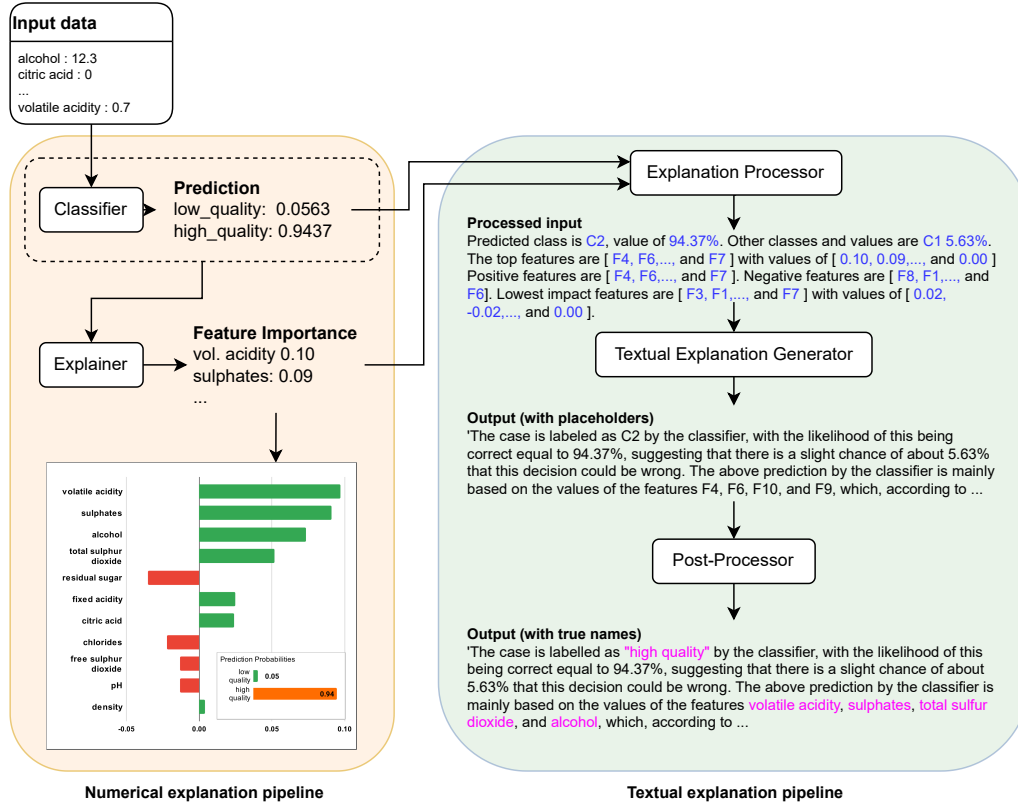 Input data
alcohol : 12.3
citric acid : 0
...
volatile acidity : 0.7
Classifier
Prediction
low_quality: 0.0563
high_quality: 0.9437
Explainer
Feature Importance
vol. acidity 0.10
sulphates: 0.09
...
volatile acidity
sulphates
alcohol
total sulphur
dioxide
residual sugar
fixed acidity
citric acid
chlorides
free sulphur
dioxide
pH
density
-0.05
0.00
0.05
0.10
Prediction Probabilities
low
quality
0.05
high
quality
0.94
Numerical explanation pipeline
Explanation Processor
Processed input
Predicted class is C2, value of 94.37%. Other classes and values are C1 5.63%.
The top features are [ F4, F6,..., and F7 ] with values of [ 0.10, 0.09,..., and 0.00 ]
Positive features are [ F4, F6,..., and F7 ]. Negative features are [ F8, F1,..., and
F6]. Lowest impact features are [ F3, F1,..., and F7 ] with values of [ 0.02,
-0.02,..., and 0.00 ].
Textual Explanation Generator
Output (with placeholders)
'The case is labeled as C2 by the classifier, with the likelihood of this being
correct equal to 94.37%, suggesting that there is a slight chance of about 5.63%
that this decision could be wrong. The above prediction by the classifier is mainly
based on the values of the features F4, F6, F10, and F9, which, according to ...
Post-Processor
Output (with true names)
'The case is labelled as "high quality" by the classifier, with the likelihood of this
being correct equal to 94.37%, suggesting that there is a slight chance of about
5.63% that this decision could be wrong. The above prediction by the classifier is
mainly based on the values of the features volatile acidity, sulphates, total sulfur
dioxide, and alcohol, which, according to ...
Textual explanation pipeline